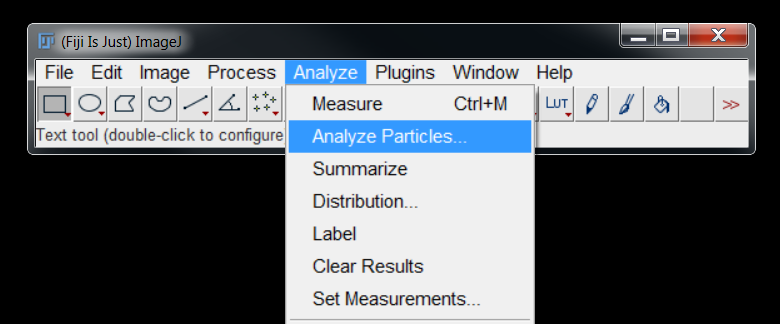 (Fiji Is Just) ImageJ
File Edit Image Process Analyze Plugins Window Help
LUT >>
Text tool (double-click to configure
Measure Ctrl+M
Analyze Particles...
Summarize
Distribution...
Label
Clear Results
Set Measurements...